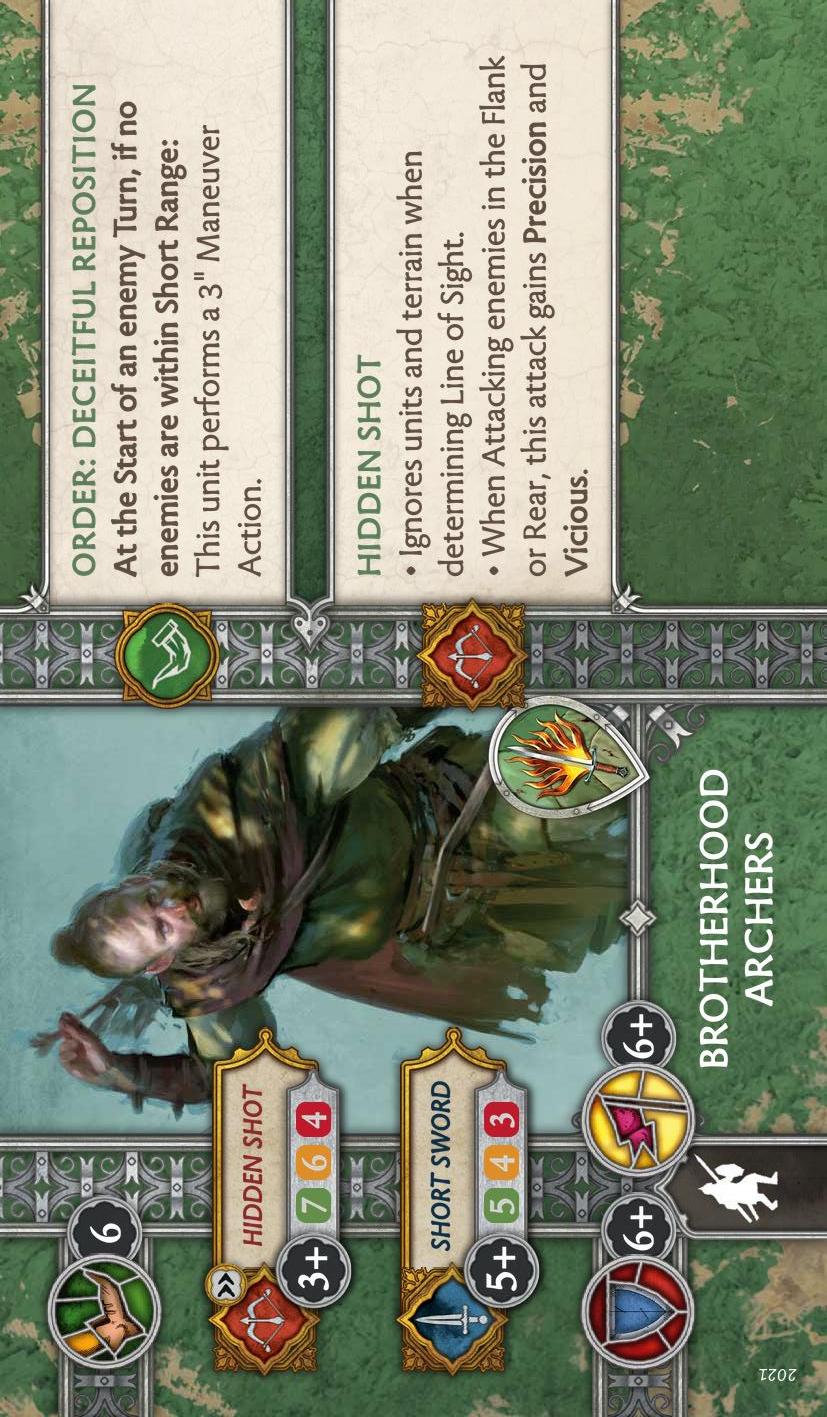 6
HIDDEN SHOT
3+
7 6 4
SHORT SWORD
5+
5 4 3
6+
6+
BROTHERHOOD
ARCHERS
ORDER: DECEITFUL REPOSITION
At the Start of an enemy Turn, if no
enemies are within Short Range:
This unit performs a 3" Maneuver
Action.
HIDDEN SHOT
• Ignores units and terrain when
determining Line of Sight.
• When Attacking enemies in the Flank
or Rear, this attack gains Precision and
Vicious.
2021